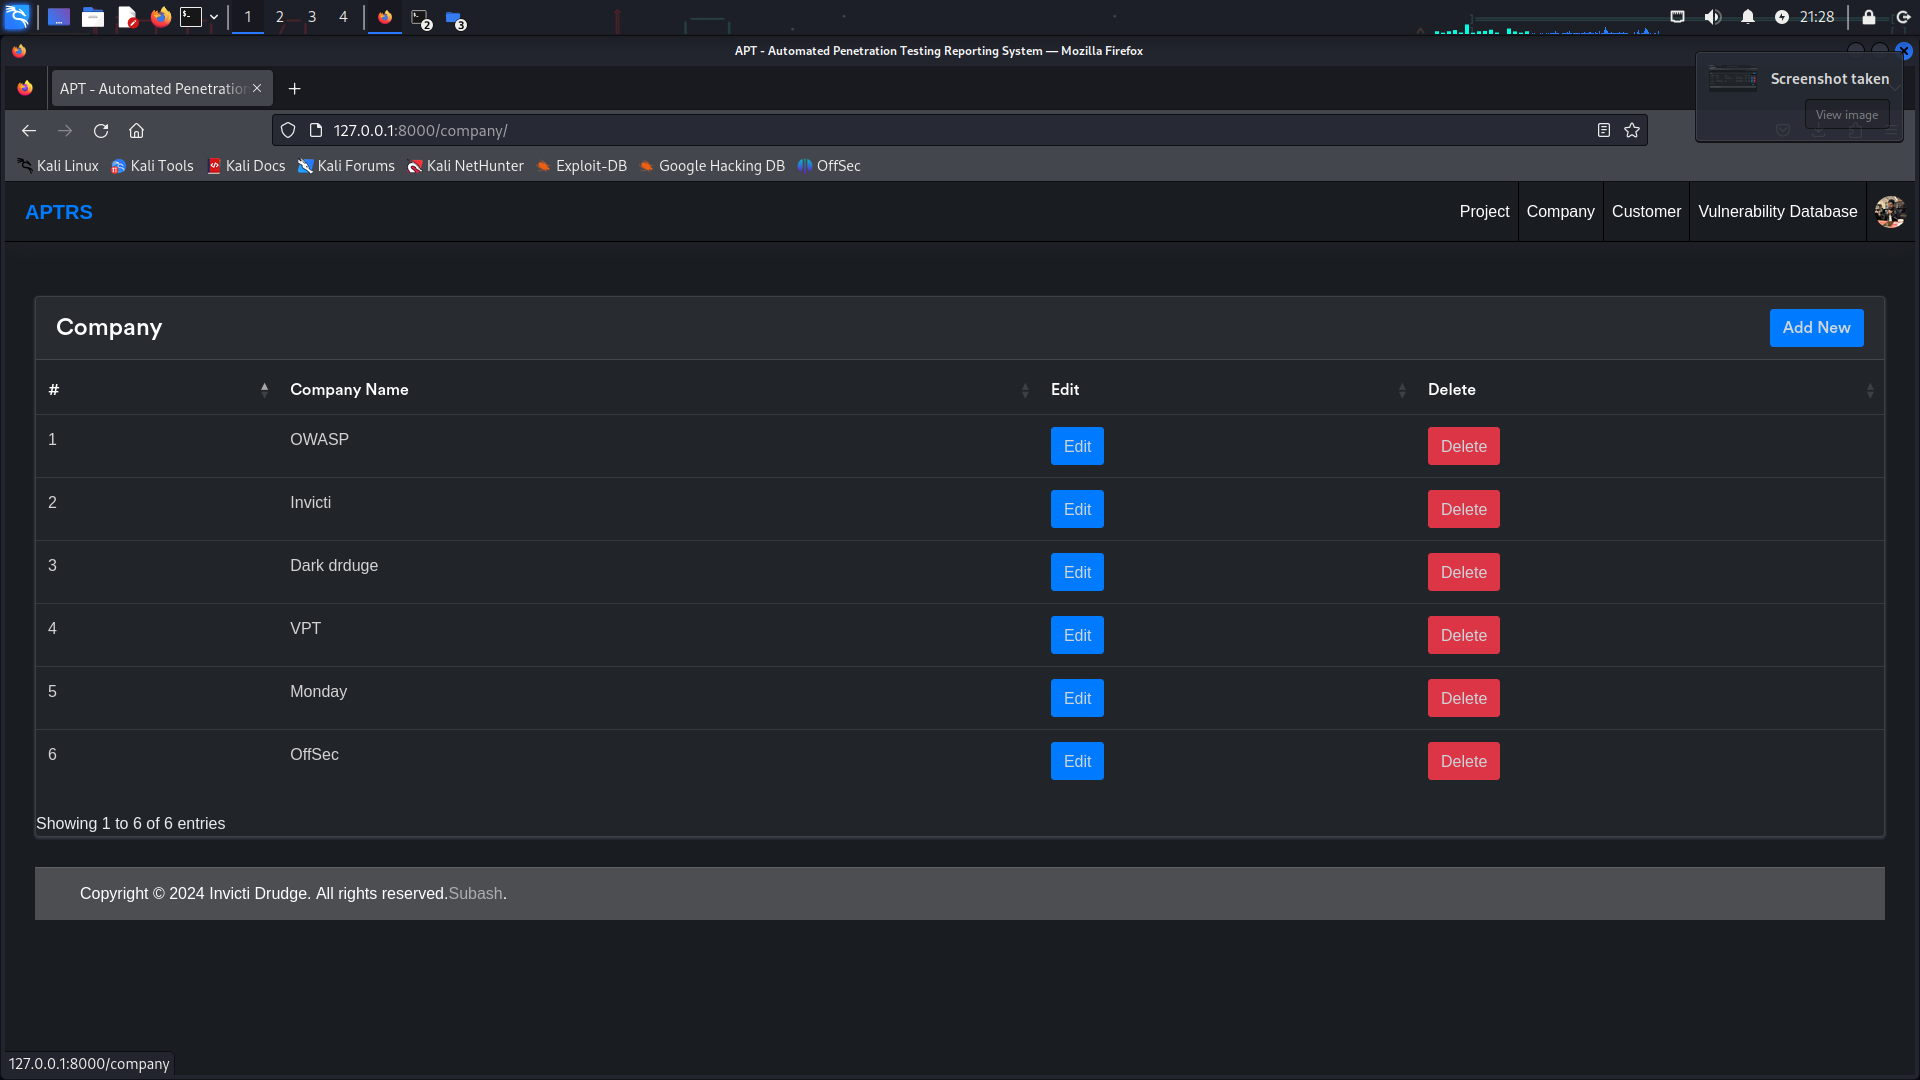 1 2 3 4 2 3 21:28
APT - Automated Penetration Testing Reporting System — Mozilla Firefox
APT - Automated Penetration
Screenshot taken
View image
127.0.0.1:8000/company/
Kali Linux Kali Tools Kali Docs Kali Forums Kali NetHunter Exploit-DB Google Hacking DB OffSec
APTRS Project Company Customer Vulnerability Database
Company Add New
# Company Name Edit Delete
1 OWASP Edit Delete
2 Invicti Edit Delete
3 Dark drduge Edit Delete
4 VPT Edit Delete
5 Monday Edit Delete
6 OffSec Edit Delete
Showing 1 to 6 of 6 entries
Copyright © 2024 Invicti Drudge. All rights reserved.Subash.
127.0.0.1:8000/company